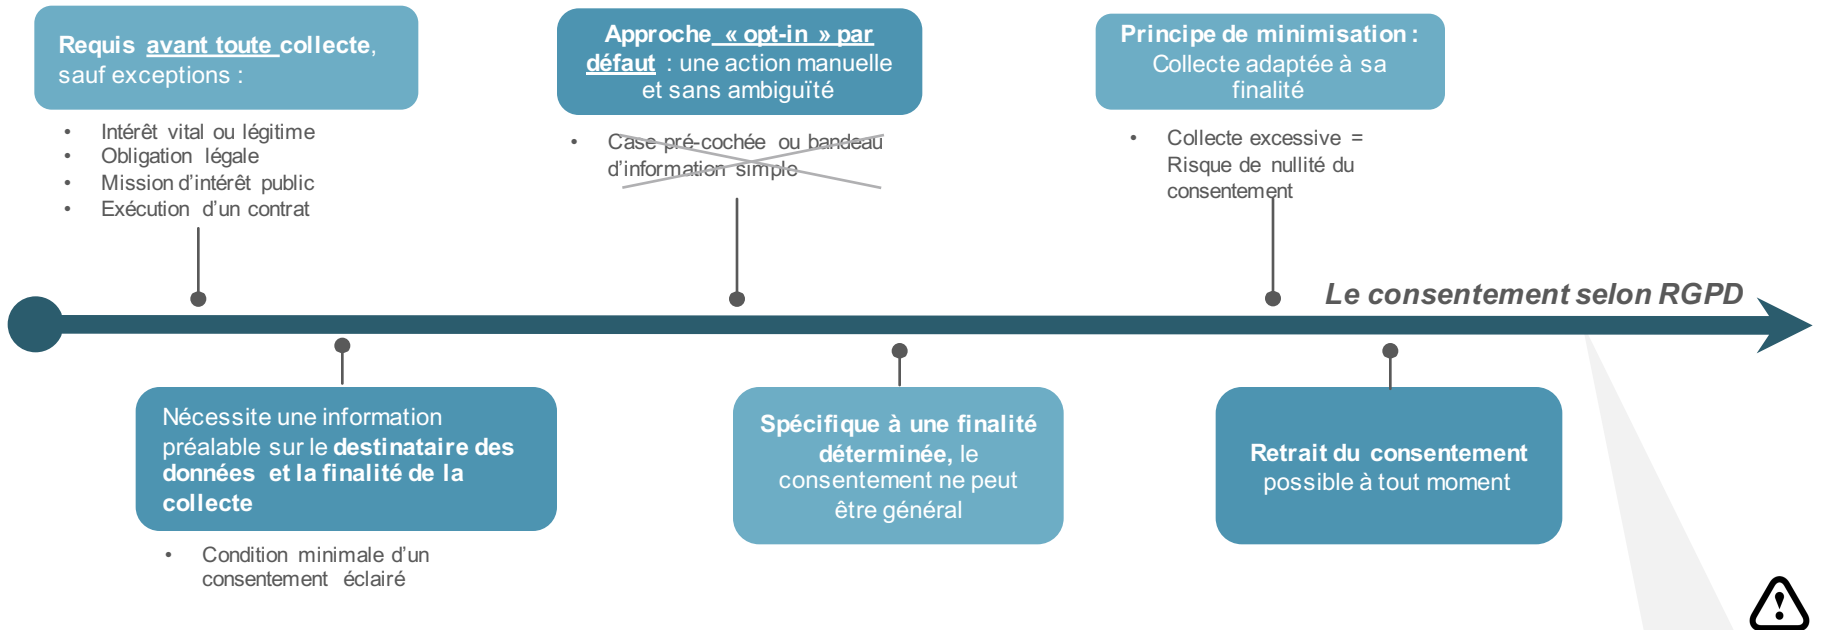 Requis avant toute collecte,
sauf exceptions :
• Intérêt vital ou légitime
• Obligation légale
• Mission d’intérêt public
• Exécution d’un contrat
Approche « opt-in » par
défaut : une action manuelle
et sans ambiguïté
• Case pré-cochée ou bandeau
d’information simple
Principe de minimisation :
Collecte adaptée à sa
finalité
• Collecte excessive =
Risque de nullité du
consentement
Le consentement selon RGPD
Nécessite une information
préalable sur le destinataire des
données et la finalité de la
collecte
• Condition minimale d’un
consentement éclairé
Spécifique à une finalité
déterminée, le
consentement ne peut
être général
Retrait du consentement
possible à tout moment
!